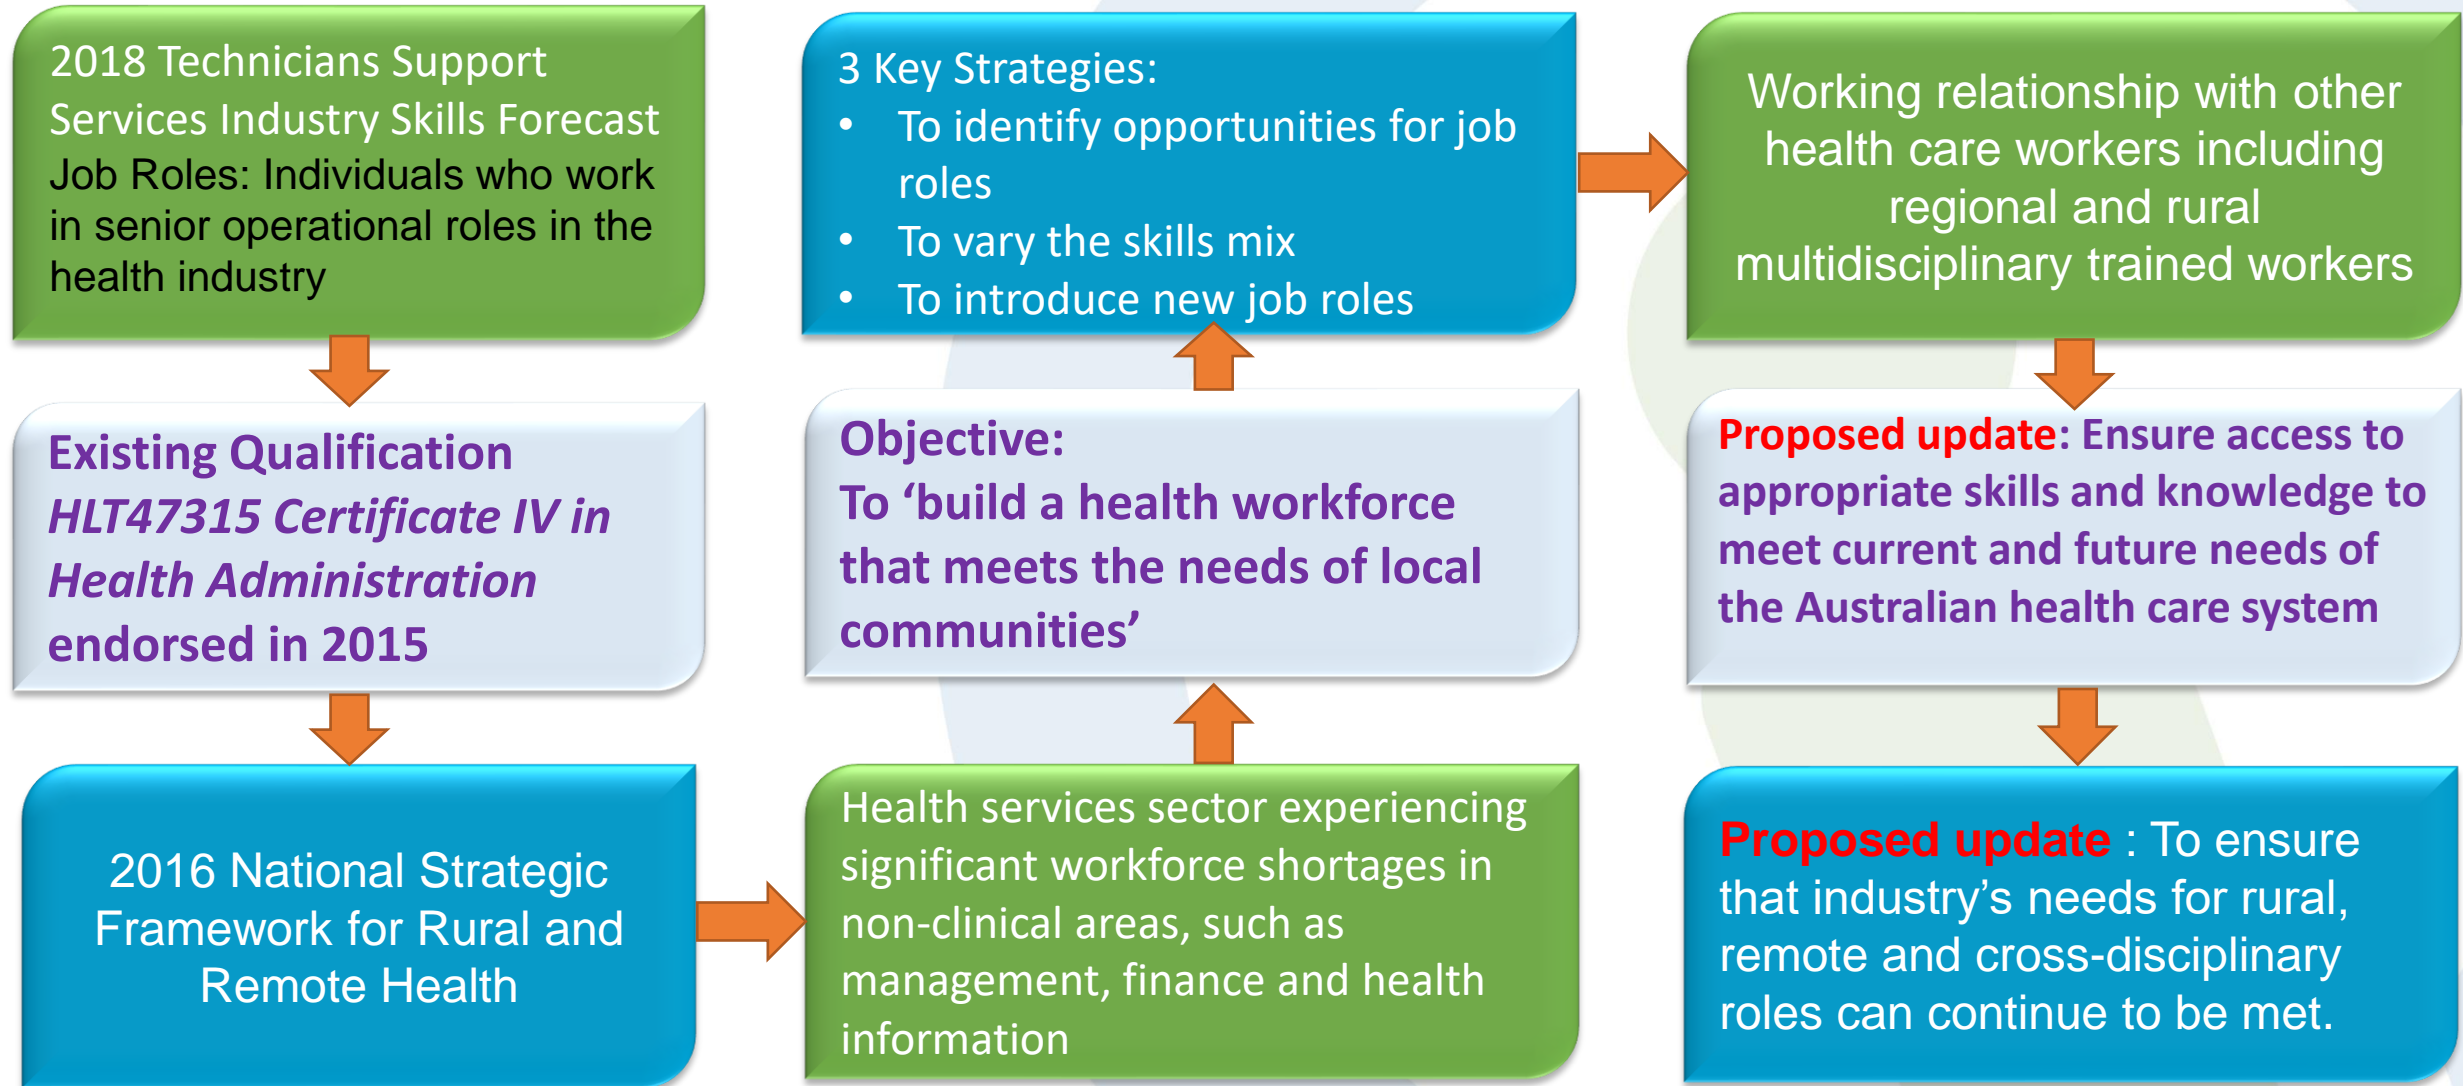 2018 Technicians Support
Services Industry Skills Forecast
Job Roles: Individuals who work
in senior operational roles in the
health industry
Existing Qualification
HLT47315 Certificate IV in
Health Administration
endorsed in 2015
2016 National Strategic
Framework for Rural and
Remote Health
Health services sector experiencing
significant workforce shortages in
non-clinical areas, such as
management, finance and health
information
Objective:
To ‘build a health workforce
that meets the needs of local
communities’
3 Key Strategies:
• To identify opportunities for job
roles
• To vary the skills mix
• To introduce new job roles
Working relationship with other
health care workers including
regional and rural
multidisciplinary trained workers
Proposed update: Ensure access to
appropriate skills and knowledge to
meet current and future needs of
the Australian health care system
Proposed update : To ensure
that industry’s needs for rural,
remote and cross-disciplinary
roles can continue to be met.